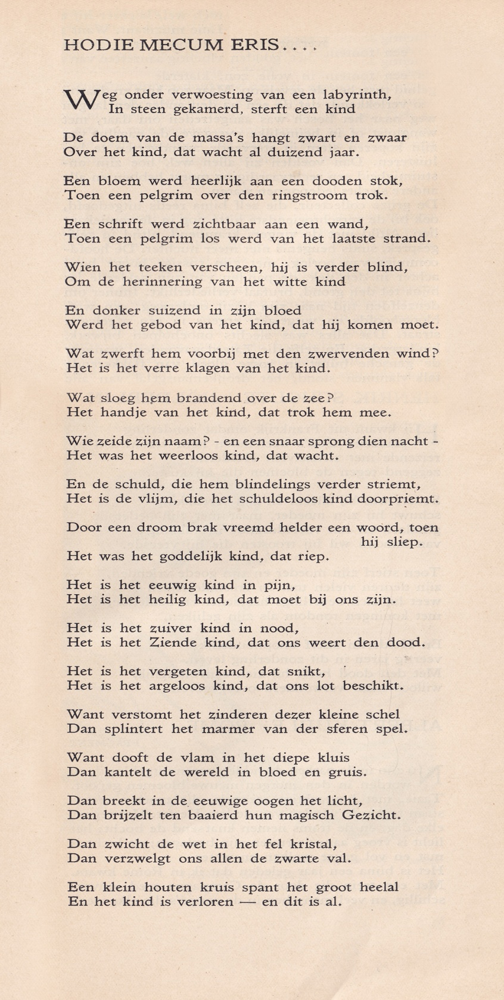 HODIE MECUM ERIS....
Weg onder verwoesting van een labyrinth,
In steen gekamerd, sterft een kind
De doem van de massa's hangt zwart en zwaar
Over het kind, dat wacht al duizend jaar.
Een bloem werd heerlijk aan een dooden stok,
Toen een pelgrim over den ringstroom trok.
Een schrift werd zichtbaar aan een wand,
Toen een pelgrim los werd van het laatste strand.
Wien het teeken verscheen, hij is verder blind,
Om de herinnering van het witte kind
En donker suizend in zijn bloed
Werd het gebod van het kind, dat hij komen moet.
Wat zwerft hem voorbij met den zwervenden wind?
Het is het verre klagen van het kind.
Wat sloeg hem brandend over de zee?
Het handje van het kind, dat trok hem mee.
Wie zeide zijn naam? - en een snaar sprong dien nacht -
Het was het weerloos kind, dat wacht.
En de schuld, die hem blindelings verder striemt,
Het is de vlijm, die het schuldeloos kind doorpriemt.
Door een droom brak vreemd helder een woord, toen
hij sliep.
Het was het goddelijk kind, dat riep.
Het is het eeuwig kind in pijn,
Het is het heilig kind, dat moet bij ons zijn.
Het is het zuiver kind in nood,
Het is het Ziende kind, dat ons weert den dood.
Het is het vergeten kind, dat snikt,
Het is het argeloos kind, dat ons lot beschikt.
Want verstomt het zinderen dezer kleine schel
Dan splintert het marmer van der sferen spel.
Want dooft de vlam in het diepe kluis
Dan kantelt de wereld in bloed en gruis.
Dan breekt in de eeuwige oogen het licht,
Dan brijzelt ten baaierd hun magisch Gezicht.
Dan zwicht de wet in het fel kristal,
Dan verzwelgt ons allen de zwarte val.
Een klein houten kruis spant het groot heelal
En het kind is verloren — en dit is al.